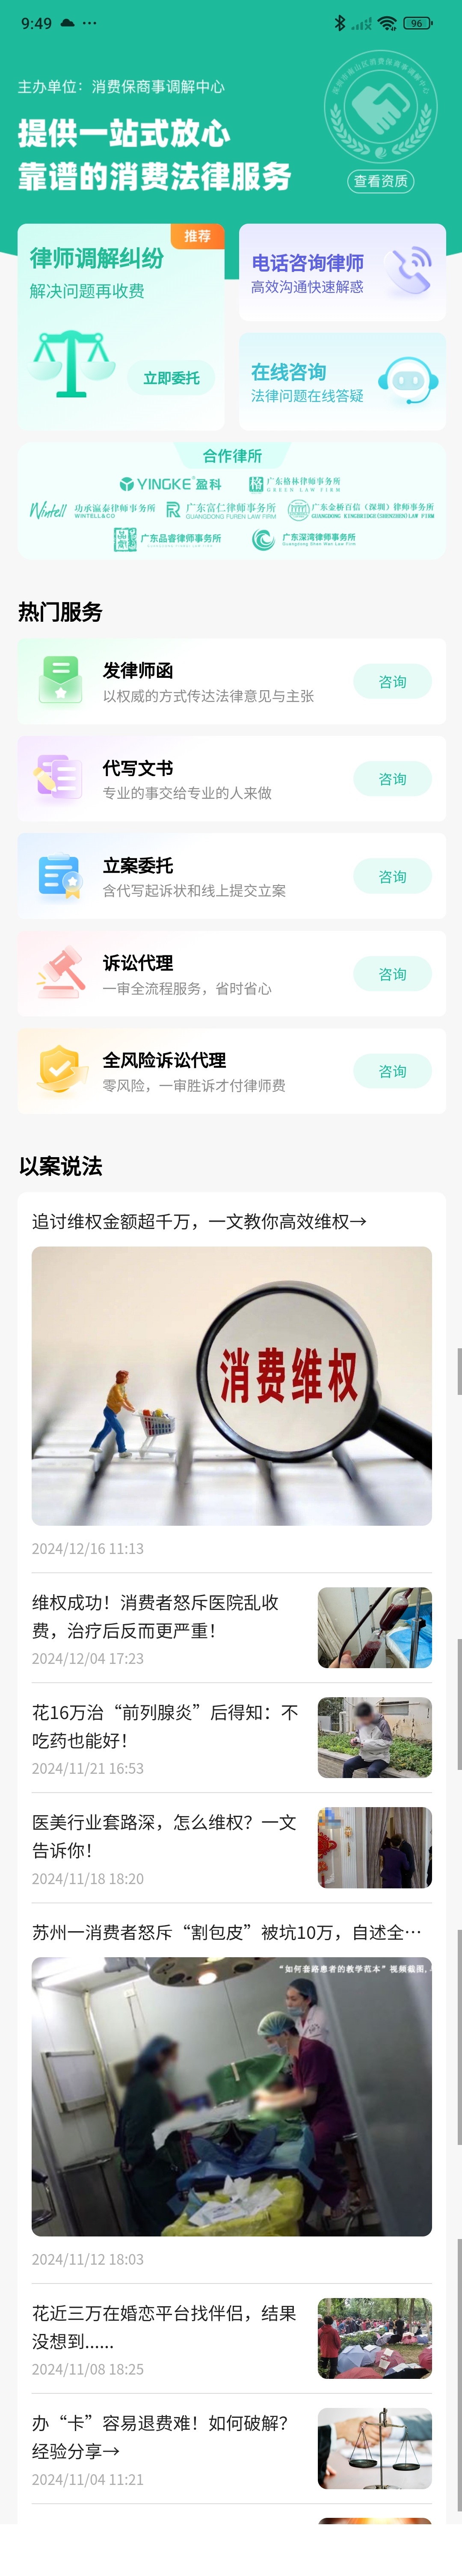 9:49
96
主办单位：消费保商事调解中心
提供一站式放心
靠谱的消费法律服务
查看资质
推荐
律师调解纠纷
解决问题再收费
立即委托
电话咨询律师
高效沟通快速解惑
在线咨询
法律问题在线答疑
合作律所
YINGKE盈科
广东格林律师事务所
GREEN LAW FIRM
Wintell 功承瀛泰律师事务所
WINTELL&CO
广东富仁律师事务所
GUANGDONG FUREN LAW FIRM
广东金桥百信（深圳）律师事务所
广东品睿律师事务所
广东深湾律师事务所
Guangdong Shen Wan Law Firm
热门服务
发律师函
以权威的方式传达法律意见与主张
咨询
代写文书
专业的事交给专业的人来做
咨询
立案委托
含代写起诉状和线上提交立案
咨询
诉讼代理
一审全流程服务，省时省心
咨询
全风险诉讼代理
零风险，一审胜诉才付律师费
咨询
以案说法
追讨维权金额超千万，一文教你高效维权→
消费维权
2024/12/16 11:13
维权成功！消费者怒斥医院乱收
费，治疗后反而更严重！
2024/12/04 17:23
花16万治“前列腺炎”后得知：不
吃药也能好！
2024/11/21 16:53
医美行业套路深，怎么维权？一文
告诉你！
2024/11/18 18:20
苏州一消费者怒斥“割包皮”被坑10万，自述全…
“如何套路患者的教学范本”视频截图,
2024/11/12 18:03
花近三万在婚恋平台找伴侣，结果
没想到......
2024/11/08 18:25
办“卡”容易退费难！如何破解？
经验分享→
2024/11/04 11:21